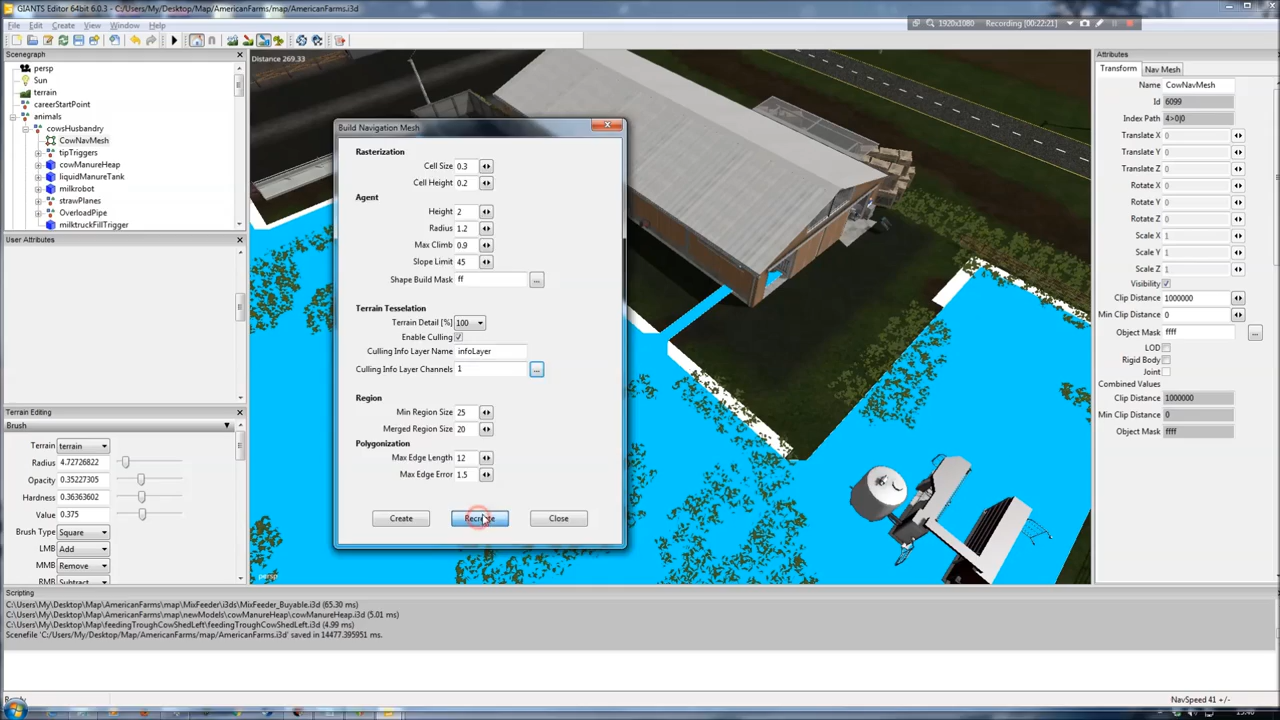 GIANTS Editor 64bit 6.0.3 - C:/Users/My/Desktop/Map/AmericanFarms/map/AmericanFarms.i3d
1920x1080 Recording [00:22:21]
File Edit Create View Window Help
Scenegraph
persp
Sun
terrain
careerStartPoint
animals
cowsHusbandry
CowNavMesh
tipTriggers
cowManureHeap
liquidManureTank
milkrobot
strawPlanes
OverloadPipe
milktruckFillTrigger
User Attributes
Terrain Editing
Brush
Terrain terrain
Radius 4.72726822
Opacity 0.35227305
Hardness 0.36363602
Value 0.375
Brush Type Square
LMB Add
MMB Remove
RMB Subtract
Distance 269.33
persp
Build Navigation Mesh
Rasterization
Cell Size 0.3
Cell Height 0.2
Agent
Height 2
Radius 1.2
Max Climb 0.9
Slope Limit 45
Shape Build Mask ff ...
Terrain Tesselation
Terrain Detail [%] 100
Enable Culling
Culling Info Layer Name infoLayer
Culling Info Layer Channels 1 ...
Region
Min Region Size 25
Merged Region Size 20
Polygonization
Max Edge Length 12
Max Edge Error 1.5
Create Recreate Close
Attributes
Transform Nav Mesh
Name CowNavMesh
Id 6099
Index Path 4>0|0
Translate X 0
Translate Y 0
Translate Z 0
Rotate X 0
Rotate Y 0
Rotate Z 0
Scale X 1
Scale Y 1
Scale Z 1
Visibility
Clip Distance 1000000
Min Clip Distance 0
Object Mask ffff ...
LOD
Rigid Body
Joint
Combined Values
Clip Distance 1000000
Min Clip Distance 0
Object Mask ffff
Scripting
C:\Users\My\Desktop\Map\AmericanFarms\map\MixFeeder\i3ds\MixFeeder_Buyable.i3d (65.30 ms)
C:\Users\My\Desktop\Map\AmericanFarms\map\newModels\cowManureHeap\cowManureHeap.i3d (5.01 ms)
C:\Users\My\Desktop\Map\feedingTroughCowShedLeft\feedingTroughCowShedLeft.i3d (4.99 ms)
Scenefile 'C:/Users/My/Desktop/Map/AmericanFarms/map/AmericanFarms.i3d' saved in 14477.395951 ms.
NavSpeed 41 +/-